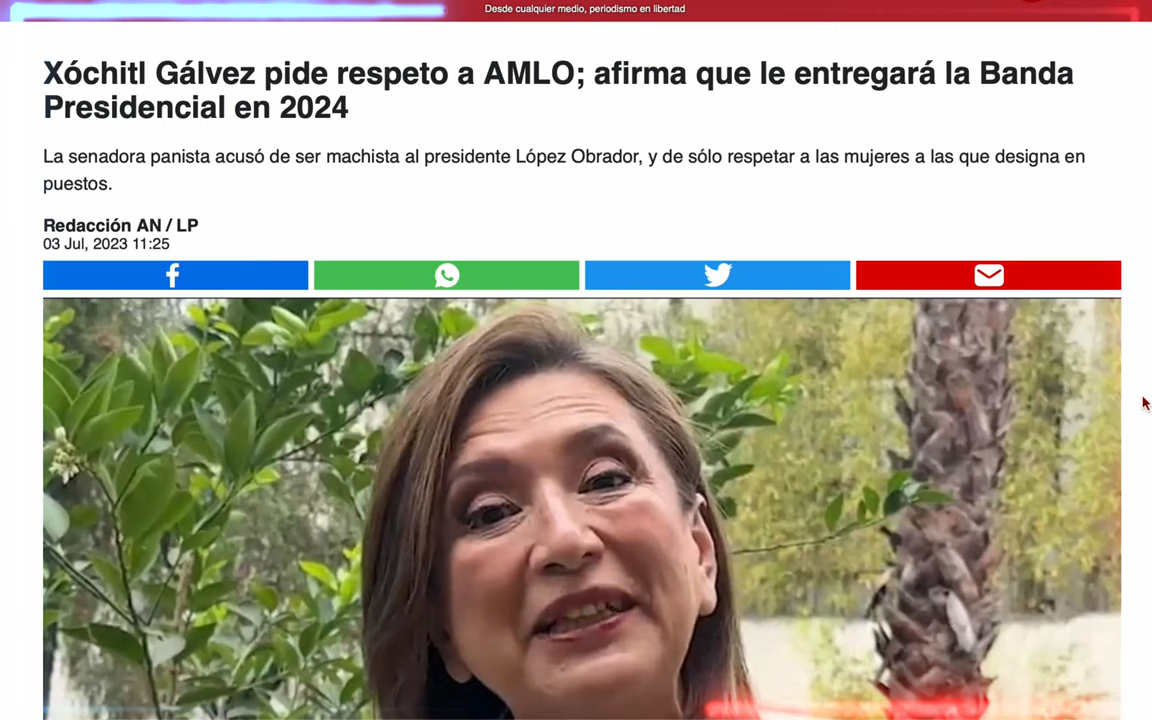 Desde cualquier medio, periodismo en libertad
Xóchitl Gálvez pide respeto a AMLO; afirma que le entregará la Banda
Presidencial en 2024
La senadora panista acusó de ser machista al presidente López Obrador, y de sólo respetar a las mujeres a las que designa en
puestos.
Redacción AN / LP
03 Jul, 2023 11:25